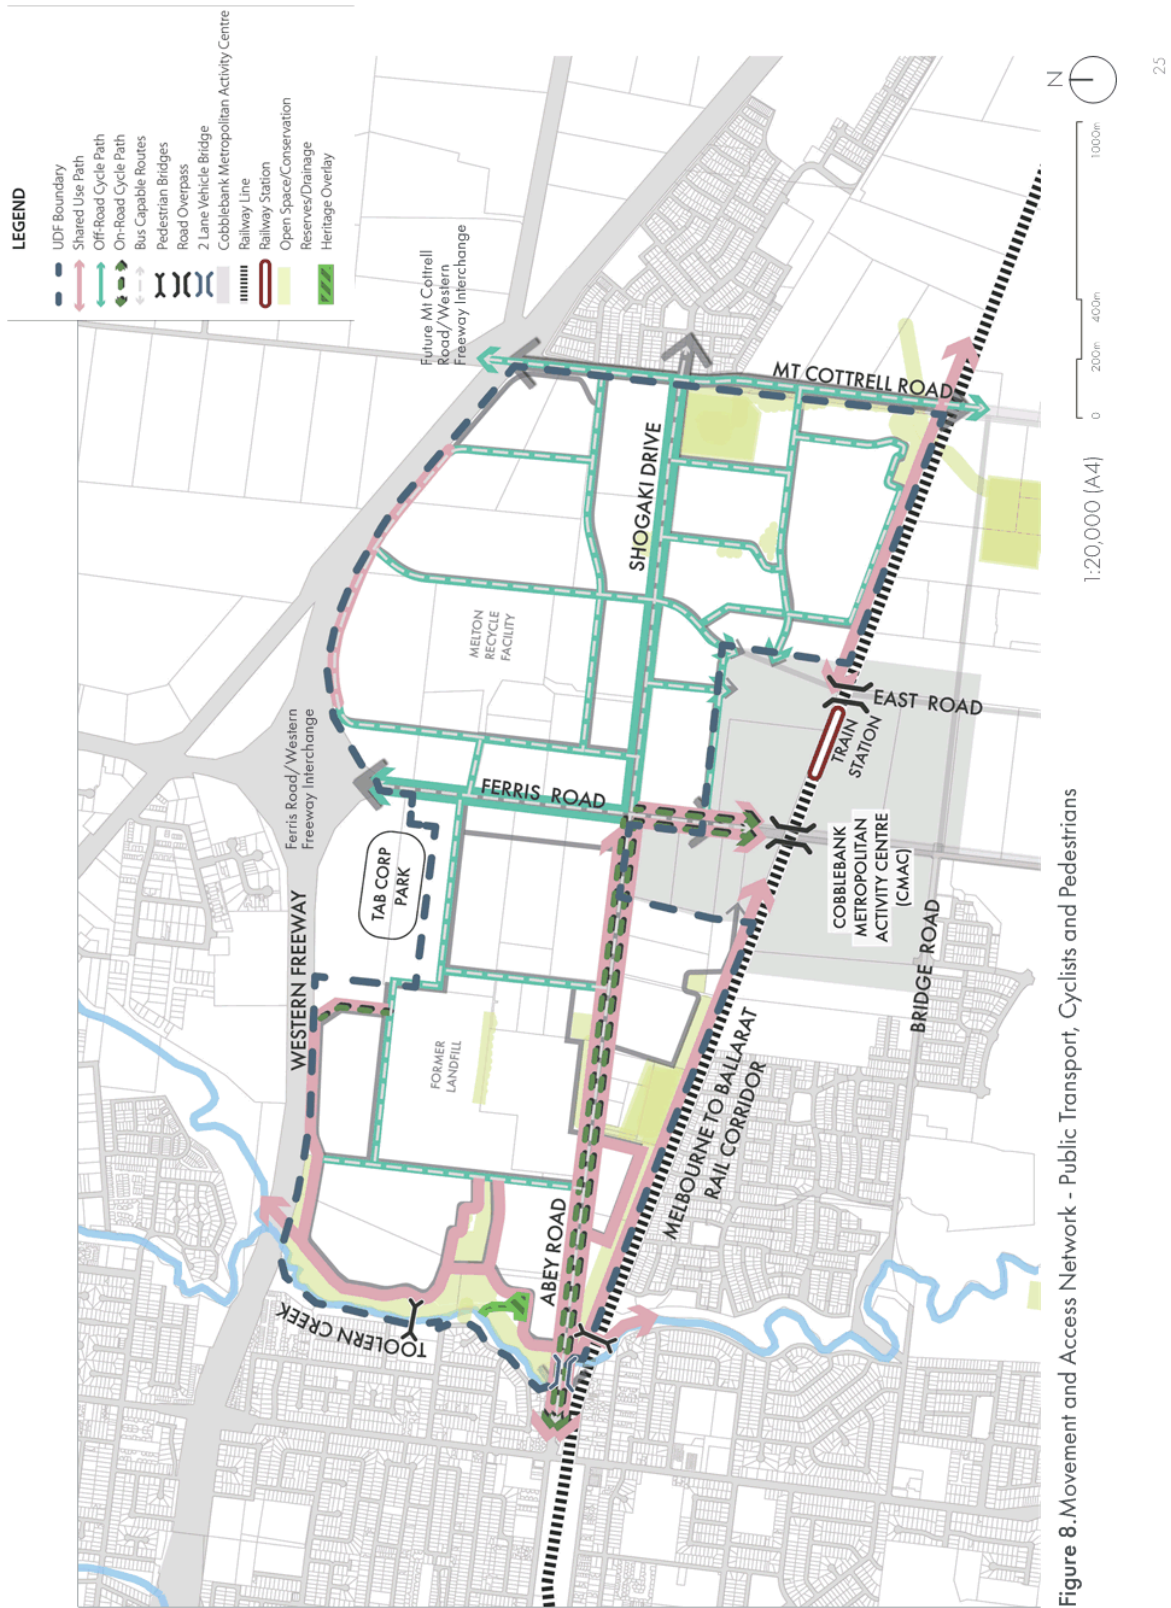 LEGEND
UDF Boundary
Shared Use Path
Off-Road Cycle Path
On-Road Cycle Path
Bus Capable Routes
Pedestrian Bridges
Road Overpass
2 Lane Vehicle Bridge
Cobblebank Metropolitan Activity Centre
Railway Line
Railway Station
Open Space/Conservation
Reserves/Drainage
Heritage Overlay
Future Mt Cottrell
Road/Western
Freeway Interchange
Ferris Road/Western
Freeway Interchange
WESTERN FREEWAY
TAB CORP
PARK
MELTON
RECYCLE
FACILITY
FORMER
LANDFILL
TOOLERN CREEK
ABEY ROAD
FERRIS ROAD
SHOGAKI DRIVE
MT COTTRELL ROAD
EAST ROAD
TRAIN
STATION
COBBLEBANK
METROPOLITAN
ACTIVITY CENTRE
(CMAC)
BRIDGE ROAD
MELBOURNE TO BALLARAT
RAIL CORRIDOR
N
0
200m
400m
1000m
1:20,000 (A4)
Figure 8.Movement and Access Network - Public Transport, Cyclists and Pedestrians
25